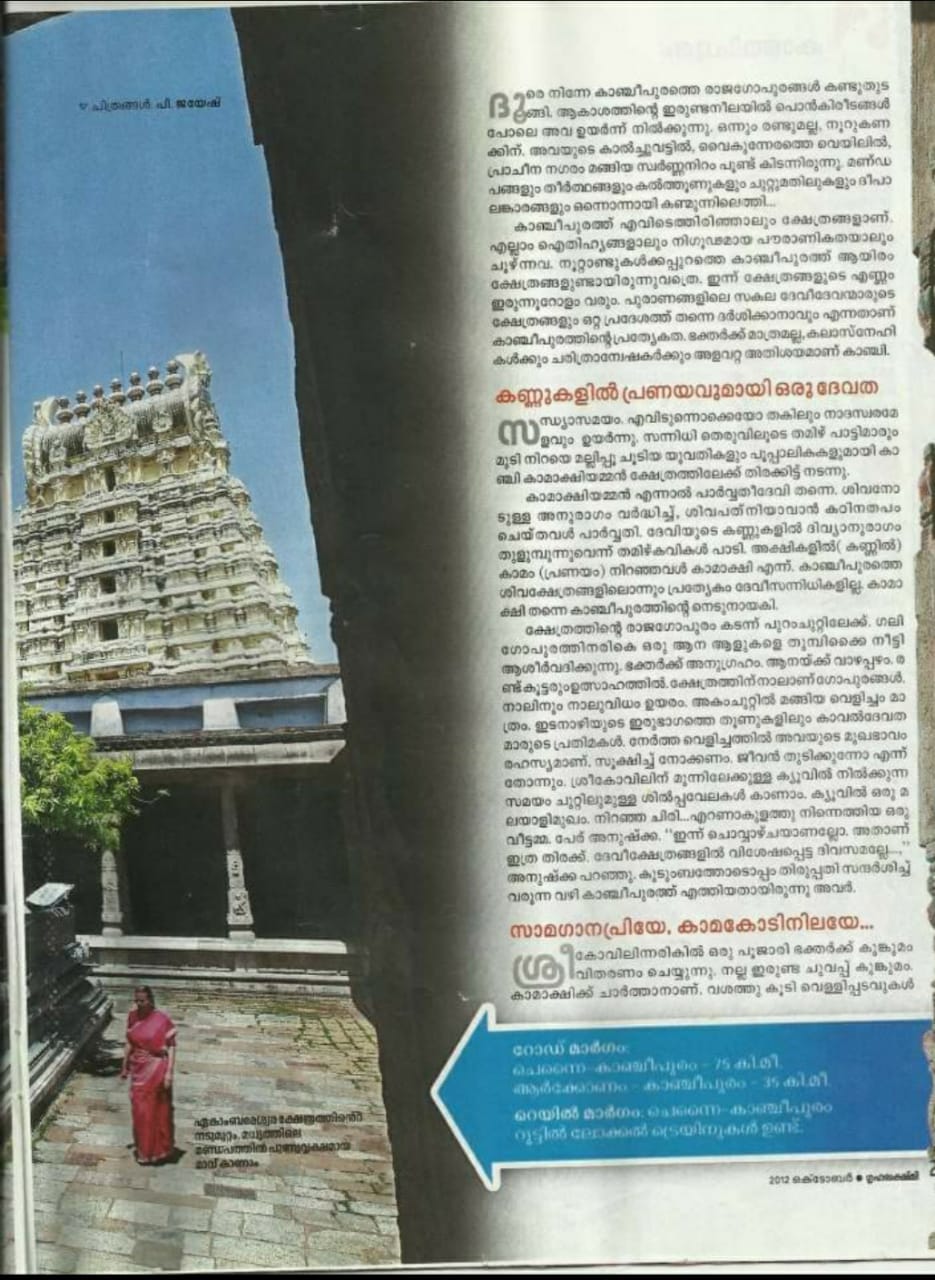 ചിത്രങ്ങൾ: പി. ജയേഷ്
ദൂരെ നിന്നേ കാഞ്ചീപുരത്തെ രാജഗോപുരങ്ങൾ കണ്ടുതുട
ങ്ങി. ആകാശത്തിന്റെ ഇരുണ്ടനീലയിൽ പൊൻകിരീടങ്ങൾ
പോലെ അവ ഉയർന്ന് നിൽക്കുന്നു. ഒന്നും രണ്ടുമല്ല, നൂറുകണ
ക്കിന്. അവയുടെ കാൽച്ചുവട്ടിൽ, വൈകുന്നേരത്തെ വെയിലിൽ,
പ്രാചീന നഗരം മങ്ങിയ സ്വർണ്ണനിറം പൂണ്ട് കിടന്നിരുന്നു. മണ്ഡ
പങ്ങളും തീർത്ഥങ്ങളും കൽത്തൂണുകളും ചുറ്റുമതിലുകളും ദീപാ
ലങ്കാരങ്ങളും ഒന്നൊന്നായി കണ്മുന്നിലെത്തി...
കാഞ്ചീപുരത്ത് എവിടെത്തിരിഞ്ഞാലും ക്ഷേത്രങ്ങളാണ്.
എല്ലാം ഐതിഹ്യങ്ങളാലും നിഗൂഢമായ പൗരാണികതയാലും
ചൂഴ്ന്നവ. നൂറ്റാണ്ടുകൾക്കപ്പുറത്തെ കാഞ്ചീപുരത്ത് ആയിരം
ക്ഷേത്രങ്ങളുണ്ടായിരുന്നുവത്രെ. ഇന്ന് ക്ഷേത്രങ്ങളുടെ എണ്ണം
ഇരുന്നൂറോളം വരും. പുരാണങ്ങളിലെ സകല ദേവീദേവന്മാരുടെ
ക്ഷേത്രങ്ങളും ഒറ്റ പ്രദേശത്ത് തന്നെ ദർശിക്കാനാവും എന്നതാണ്
കാഞ്ചീപുരത്തിന്റെ പ്രത്യേകത. ഭക്തർക്ക് മാത്രമല്ല, കലാസ്നേഹി
കൾക്കും ചരിത്രാന്വേഷകർക്കും അളവറ്റ അതിശയമാണ് കാഞ്ചി.
കണ്ണുകളിൽ പ്രണയവുമായി ഒരു ദേവത
സന്ധ്യാസമയം. എവിടുന്നൊക്കെയോ തകിലും നാദസ്വരമേ
ളവും ഉയർന്നു. സന്നിധി തെരുവിലൂടെ തമിഴ് പാട്ടിമാരും
മുടി നിറയെ മല്ലിപ്പൂ ചൂടിയ യുവതികളും പൂപ്പാലികകളുമായി കാ
ഞ്ചി കാമാക്ഷിയമ്മൻ ക്ഷേത്രത്തിലേക്ക് തിരക്കിട്ട് നടന്നു.
കാമാക്ഷിയമ്മൻ എന്നാൽ പാർവ്വതീദേവി തന്നെ. ശിവനോ
ടുള്ള അനുരാഗം വർദ്ധിച്ച്, ശിവപത്നിയാവാൻ കഠിനതപം
ചെയ്തവൾ പാർവ്വതി. ദേവിയുടെ കണ്ണുകളിൽ ദിവ്യാനുരാഗം
തുളുമ്പുന്നുവെന്ന് തമിഴ്കവികൾ പാടി. അക്ഷികളിൽ( കണ്ണിൽ)
കാമം (പ്രണയം) നിറഞ്ഞവൾ കാമാക്ഷി എന്ന്. കാഞ്ചീപുരത്തെ
ശിവക്ഷേത്രങ്ങളിലൊന്നും പ്രത്യേകം ദേവീസന്നിധികളില്ല. കാമാ
ക്ഷി തന്നെ കാഞ്ചീപുരത്തിന്റെ നെടുനായകി.
ക്ഷേത്രത്തിന്റെ രാജഗോപുരം കടന്ന് പുറംചുറ്റിലേക്ക്. ഗലി
ഗോപുരത്തിനരികെ ഒരു ആന ആളുകളെ തുമ്പിക്കൈ നീട്ടി
ആശീർവദിക്കുന്നു. ഭക്തർക്ക് അനുഗ്രഹം. ആനയ്ക്ക് വാഴപ്പഴം. ര
ണ്ട്കൂട്ടരും ഉത്സാഹത്തിൽ. ക്ഷേത്രത്തിന് നാലാണ് ഗോപുരങ്ങൾ.
നാലിനും നാലുവിധം ഉയരം. അകംചുറ്റിൽ മങ്ങിയ വെളിച്ചം മാ
ത്രം. ഇടനാഴിയുടെ ഇരുഭാഗത്തെ തൂണുകളിലും കാവൽദേവത
മാരുടെ പ്രതിമകൾ. നേർത്ത വെളിച്ചത്തിൽ അവയുടെ മുഖഭാവം
രഹസ്യമാണ്, സൂക്ഷിച്ച് നോക്കണം. ജീവൻ തുടിക്കുന്നോ എന്ന്
തോന്നും. ശ്രീകോവിലിന് മുന്നിലേക്കുള്ള ക്യൂവിൽ നിൽക്കുന്ന
സമയം ചുറ്റിലുമുള്ള ശിൽപ്പവേലകൾ കാണാം. ക്യൂവിൽ ഒരു മ
ലയാളിമുഖം. നിറഞ്ഞ ചിരി...എറണാകുളത്തു നിന്നെത്തിയ ഒരു
വീട്ടമ്മ. പേര് അനുഷ്ക. "ഇന്ന് ചൊവ്വാഴ്ചയാണല്ലോ. അതാണ്
ഇത്ര തിരക്ക്. ദേവീക്ഷേത്രങ്ങളിൽ വിശേഷപ്പെട്ട ദിവസമല്ലേ...,"
അനുഷ്ക പറഞ്ഞു. കുടുംബത്തോടൊപ്പം തിരുപ്പതി സന്ദർശിച്ച്
വരുന്ന വഴി കാഞ്ചീപുരത്ത് എത്തിയതായിരുന്നു അവർ.
സാമഗാനപ്രിയേ, കാമകോടിനിലയേ...
ശ്രീകോവിലിന്നരികിൽ ഒരു പൂജാരി ഭക്തർക്ക് കുങ്കുമം
വിതരണം ചെയ്യുന്നു. നല്ല ഇരുണ്ട ചുവപ്പ് കുങ്കുമം.
കാമാക്ഷിക്ക് ചാർത്താനാണ്. വശത്തു കൂടി വെള്ളിപ്പടവുകൾ
റോഡ് മാർഗം:
ചെന്നൈ-കാഞ്ചീപുരം - 75 കി.മീ.
ആർക്കോണം - കാഞ്ചീപുരം - 35 കി.മീ.
റെയിൽ മാർഗം: ചെന്നൈ-കാഞ്ചീപുരം
റൂട്ടിൽ ലോക്കൽ ട്രെയിനുകൾ ഉണ്ട്.
ഏകാംബരേശ്വര ക്ഷേത്രത്തിന്റെ
നടുമുറ്റം. മധ്യത്തിലെ
മണ്ഡപത്തിൽ പുണ്യവൃക്ഷമായ
മാവ് കാണാം
2012 ഒക്ടോബർ ● ഗൃഹലക്ഷ്മി